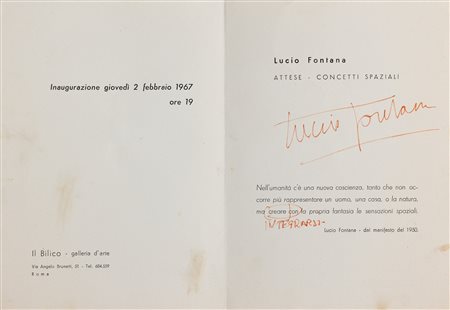 Inaugurazione giovedì 2 febbraio 1967
ore 19
Il Bilico - galleria d'arte
Via Angelo Brunetti, 51 - Tel. 684.559
Roma
Lucio Fontana
ATTESE - CONCETTI SPAZIALI
Lucio Fontana
Nell'umanità c'è una nuova coscienza, tanto che non oc-
corre più rappresentare un uomo, una casa, o la natura,
ma creare con la propria fantasia le sensazioni spaziali.
INTEGRARSI-
Lucio Fontana - dal manifesto del 1950.